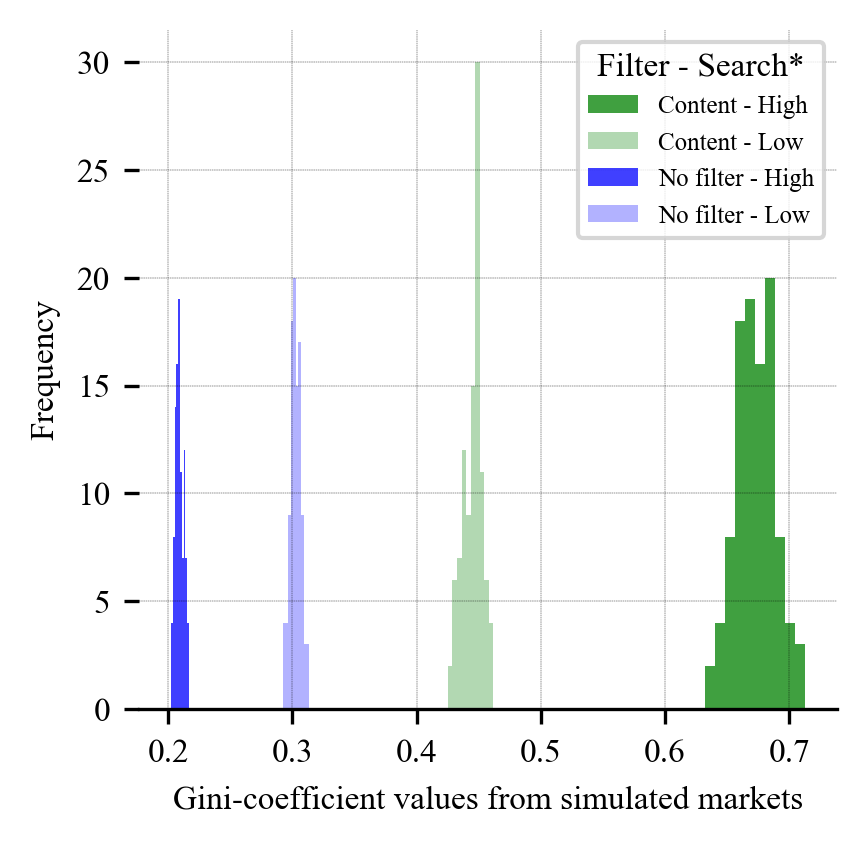 Filter - Search*
Content - High
Content - Low
No filter - High
No filter - Low
30
25
20
15
10
5
0
Frequency
0.2 0.3 0.4 0.5 0.6 0.7
Gini-coefficient values from simulated markets